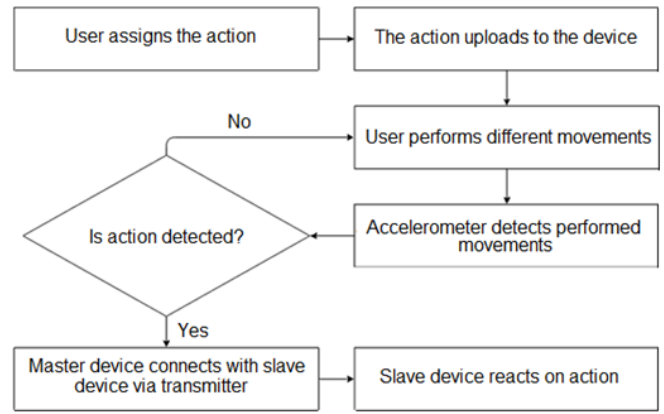 User assigns the action
The action uploads to the device
No
User performs different movements
Is action detected?
Accelerometer detects performed
movements
Yes
Master device connects with slave
device via transmitter
Slave device reacts on action